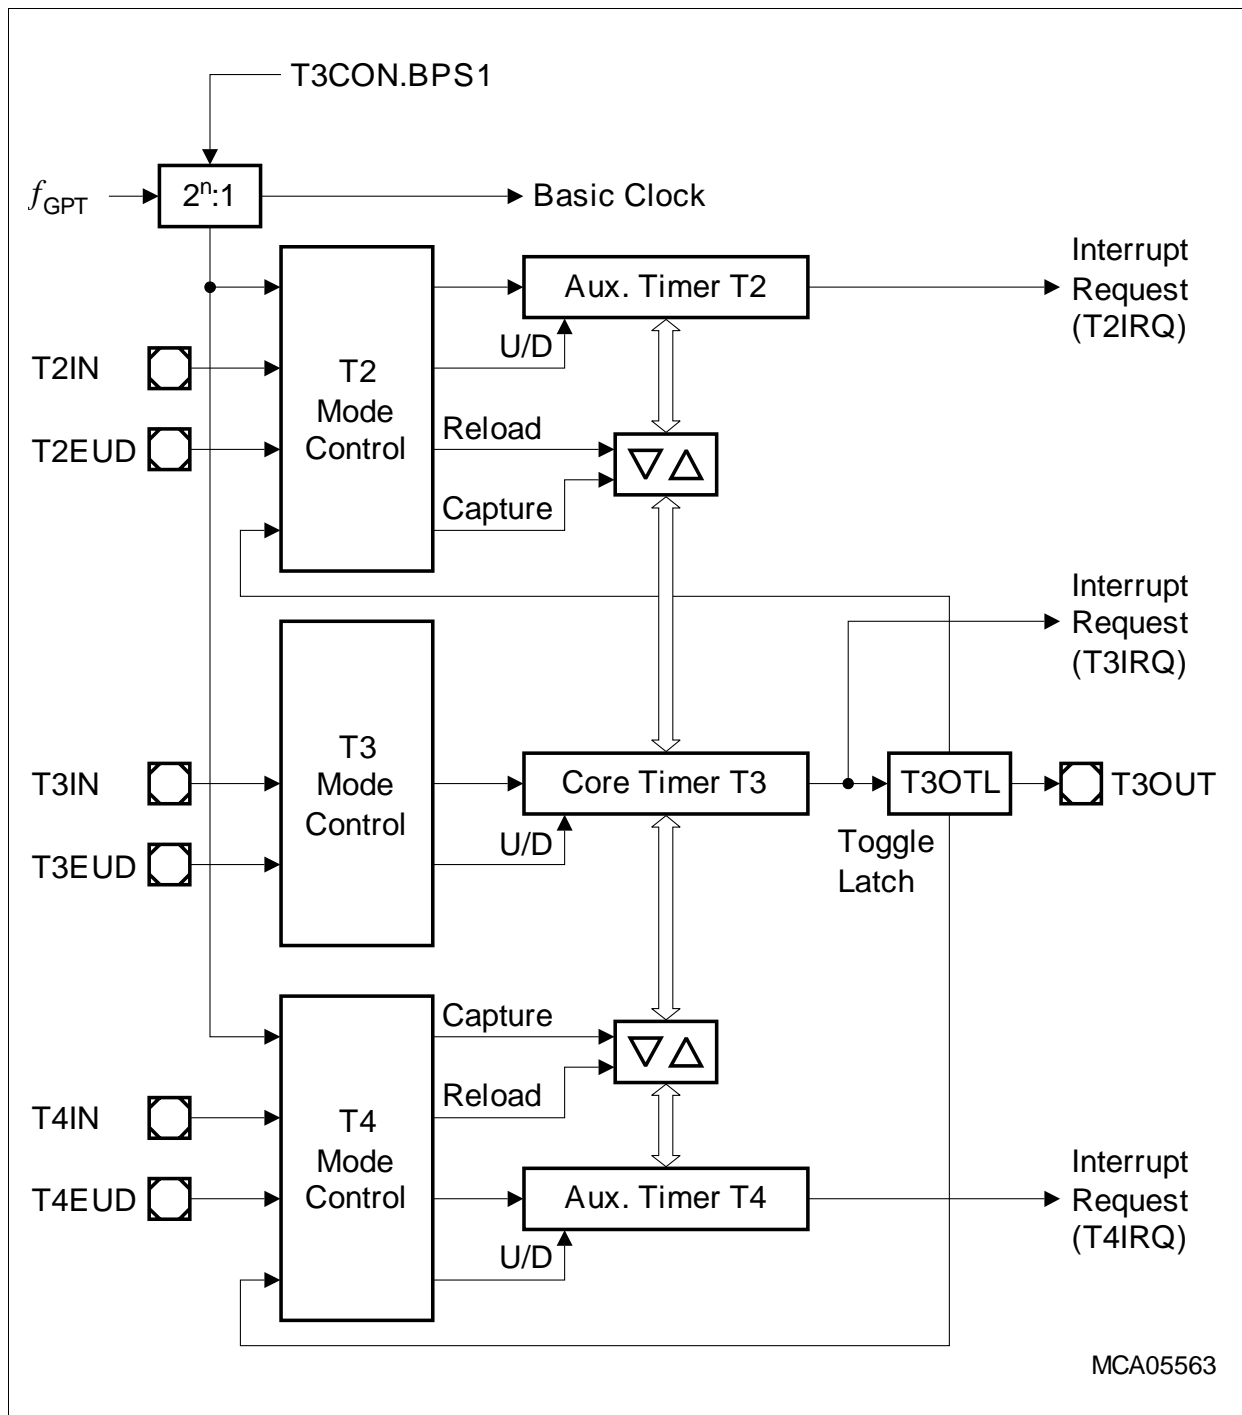 T3CON.BPS1
fGPT
2ⁿ:1
Basic Clock
Interrupt
Request
(T2IRQ)
Aux. Timer T2
U/D
T2IN
T2
Mode
Control
T2EUD
Reload
Capture
Interrupt
Request
(T3IRQ)
T3
Mode
Control
T3IN
Core Timer T3
T3OTL
T3OUT
U/D
T3EUD
Toggle
Latch
Capture
Reload
T4IN
T4
Mode
Control
T4EUD
Aux. Timer T4
U/D
Interrupt
Request
(T4IRQ)
MCA05563